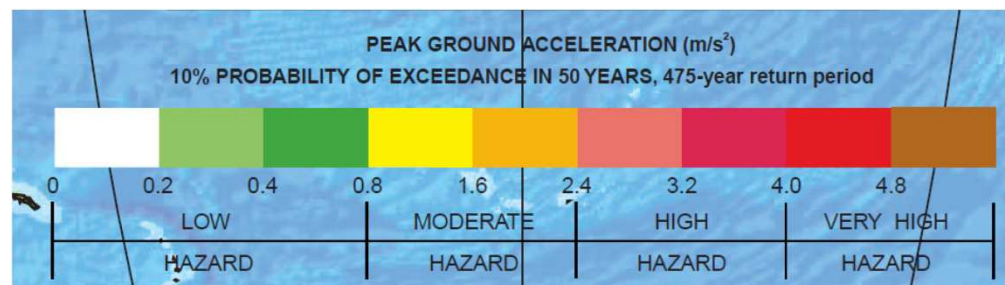 PEAK GROUND ACCELERATION (m/s²)
10% PROBABILITY OF EXCEEDANCE IN 50 YEARS, 475-year return period
0 0.2 0.4 0.8 1.6 2.4 3.2 4.0 4.8
LOW MODERATE HIGH VERY HIGH
HAZARD HAZARD HAZARD HAZARD